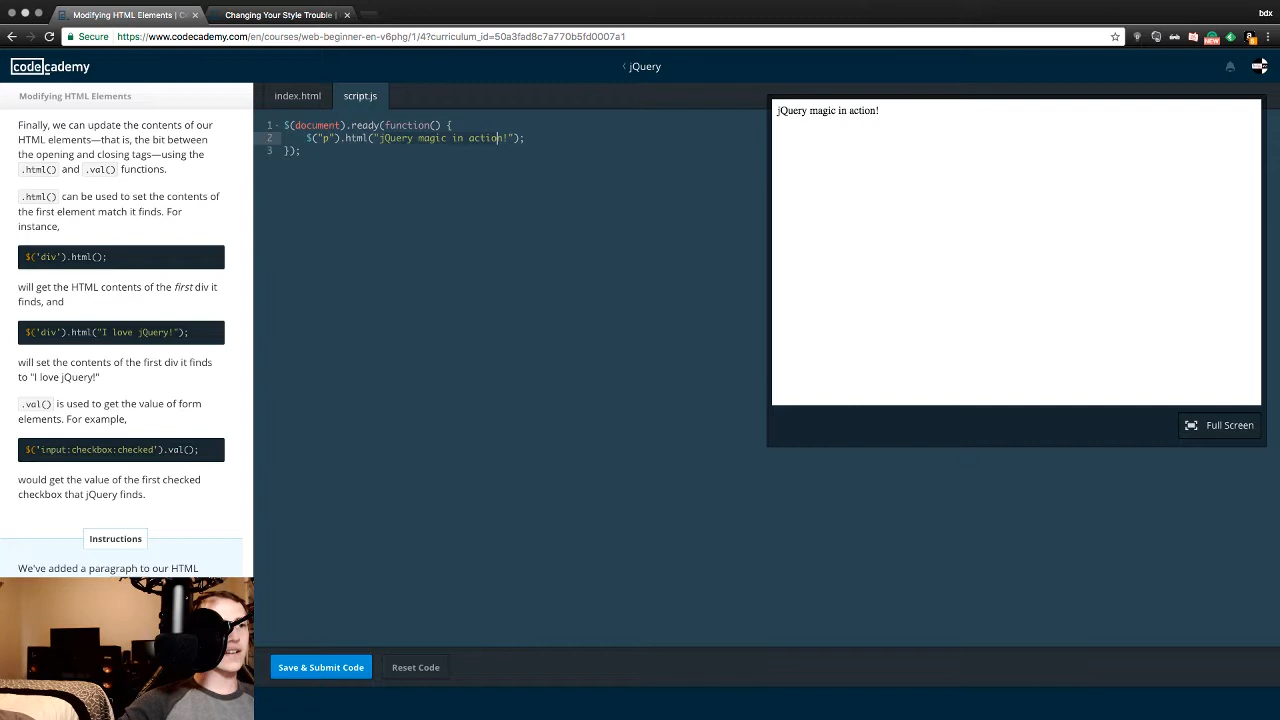 Modifying HTML Elements | C
Changing Your Style Trouble |
bdx
Secure
https://www.codecademy.com/en/courses/web-beginner-en-v6phg/1/4?curriculum_id=50a3fad8c7a770b5fd0007a1
NEW
codecademy
jQuery
Modifying HTML Elements
Finally, we can update the contents of our
HTML elements—that is, the bit between
the opening and closing tags—using the
.html() and .val() functions.
.html() can be used to set the contents of
the first element match it finds. For
instance,
$('div').html();
will get the HTML contents of the first div it
finds, and
$('div').html("I love jQuery!");
will set the contents of the first div it finds
to "I love jQuery!"
.val() is used to get the value of form
elements. For example,
$('input:checkbox:checked').val();
would get the value of the first checked
checkbox that jQuery finds.
Instructions
We've added a paragraph to our HTML
index.html
script.js
1 $(document).ready(function() {
2 $("p").html("jQuery magic in action!");
3 });
jQuery magic in action!
Full Screen
Save & Submit Code
Reset Code